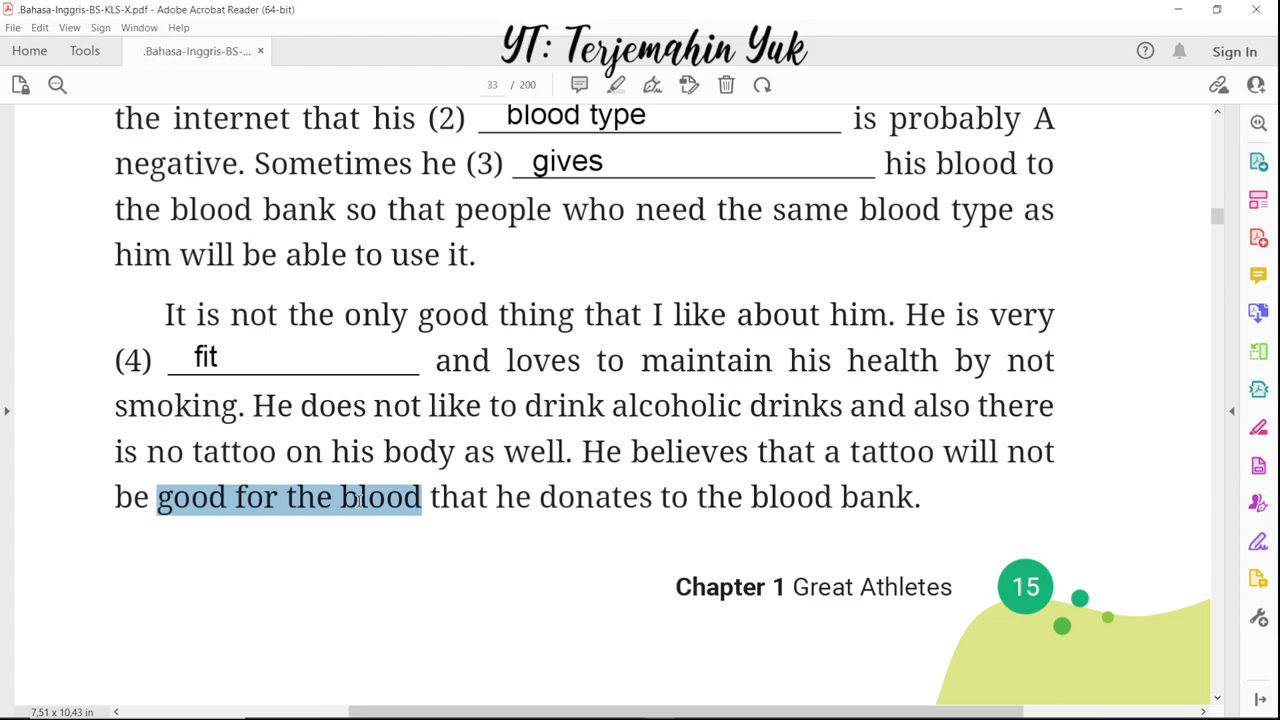 .Bahasa-Inggris-BS-KLS-X.pdf - Adobe Acrobat Reader (64-bit)
YT: Terjemahin Yuk
File Edit View Sign Window Help
Home Tools .Bahasa-Inggris-BS-... × Sign In
33 / 200
the internet that his (2) blood type is probably A
negative. Sometimes he (3) gives his blood to
the blood bank so that people who need the same blood type as
him will be able to use it.
It is not the only good thing that I like about him. He is very
(4) fit and loves to maintain his health by not
smoking. He does not like to drink alcoholic drinks and also there
is no tattoo on his body as well. He believes that a tattoo will not
be good for the blood that he donates to the blood bank.
Chapter 1 Great Athletes 15
7,51 x 10,43 in